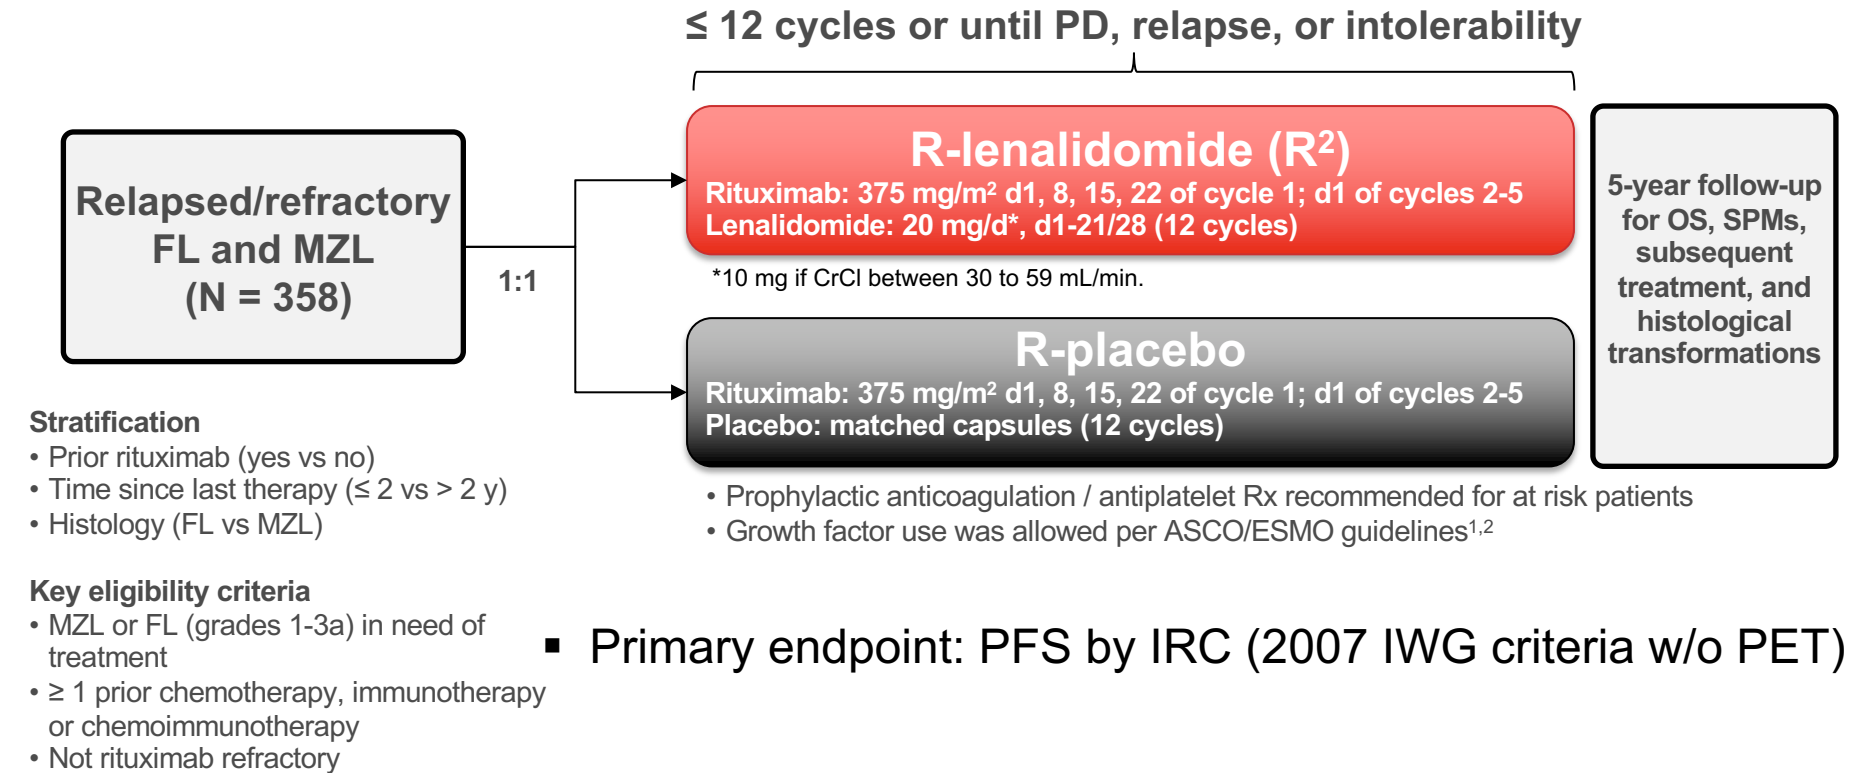 ≤ 12 cycles or until PD, relapse, or intolerability
Relapsed/refractory
FL and MZL
(N = 358)
1:1
R-lenalidomide (R²)
Rituximab: 375 mg/m² d1, 8, 15, 22 of cycle 1; d1 of cycles 2-5
Lenalidomide: 20 mg/d*, d1-21/28 (12 cycles)
*10 mg if CrCl between 30 to 59 mL/min.
R-placebo
Rituximab: 375 mg/m² d1, 8, 15, 22 of cycle 1; d1 of cycles 2-5
Placebo: matched capsules (12 cycles)
5-year follow-up
for OS, SPMs,
subsequent
treatment, and
histological
transformations
• Prophylactic anticoagulation / antiplatelet Rx recommended for at risk patients
• Growth factor use was allowed per ASCO/ESMO guidelines¹,²
Stratification
• Prior rituximab (yes vs no)
• Time since last therapy (≤ 2 vs > 2 y)
• Histology (FL vs MZL)
Key eligibility criteria
• MZL or FL (grades 1-3a) in need of
treatment
• ≥ 1 prior chemotherapy, immunotherapy
or chemoimmunotherapy
• Not rituximab refractory
▪ Primary endpoint: PFS by IRC (2007 IWG criteria w/o PET)